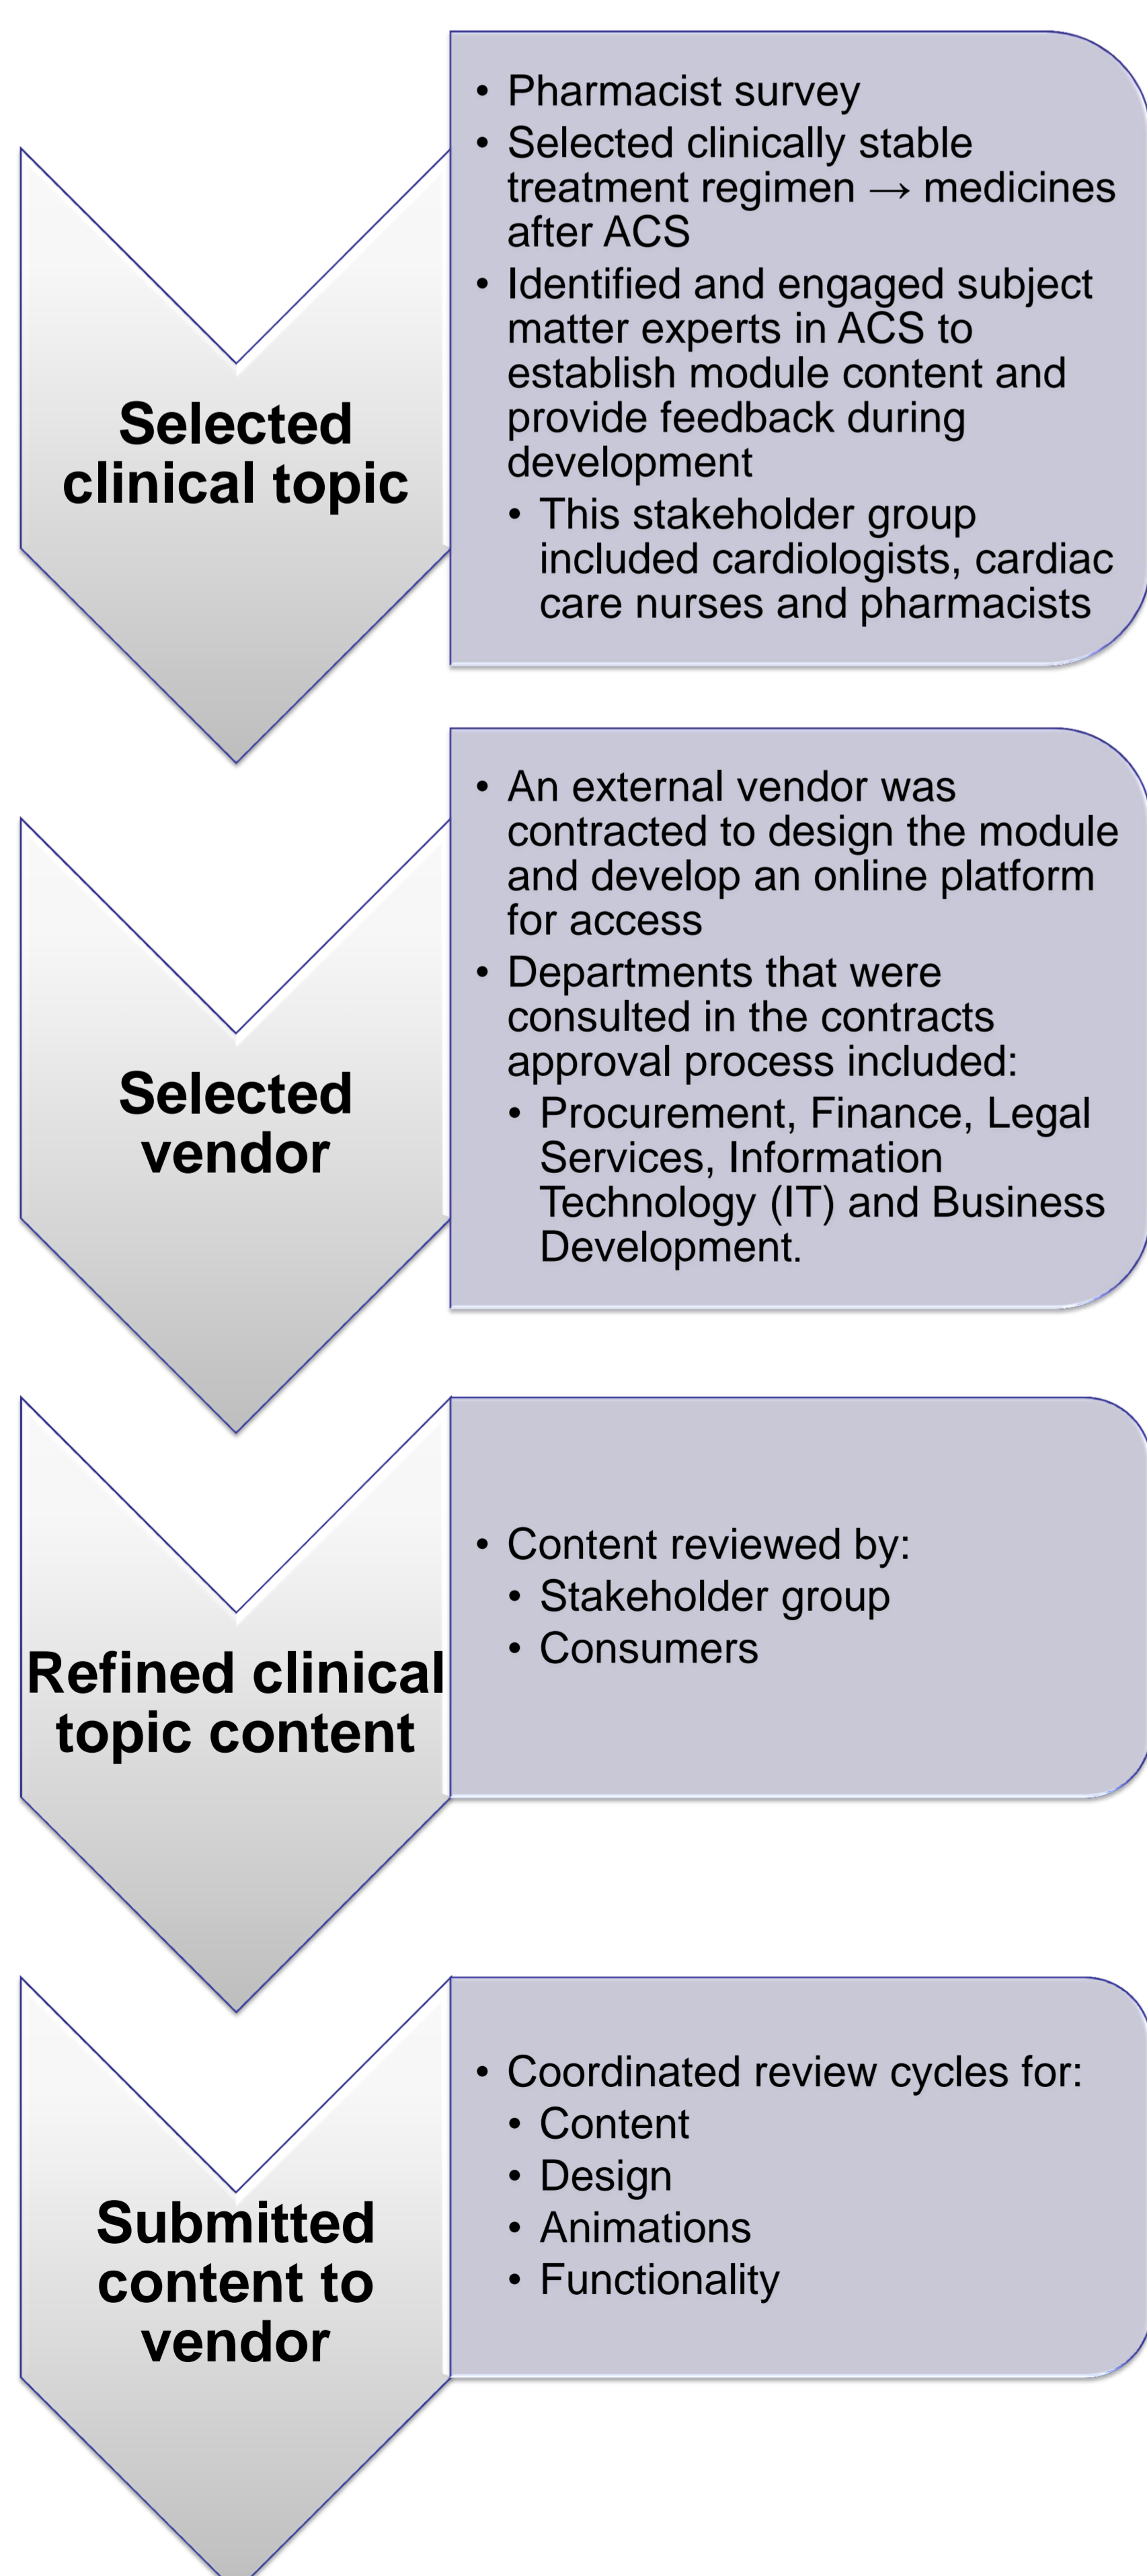 Selected
clinical topic
• Pharmacist survey
• Selected clinically stable
treatment regimen → medicines
after ACS
• Identified and engaged subject
matter experts in ACS to
establish module content and
provide feedback during
development
• This stakeholder group
included cardiologists, cardiac
care nurses and pharmacists
Selected
vendor
• An external vendor was
contracted to design the module
and develop an online platform
for access
• Departments that were
consulted in the contracts
approval process included:
• Procurement, Finance, Legal
Services, Information
Technology (IT) and Business
Development.
Refined clinical
topic content
• Content reviewed by:
• Stakeholder group
• Consumers
Submitted
content to
vendor
• Coordinated review cycles for:
• Content
• Design
• Animations
• Functionality